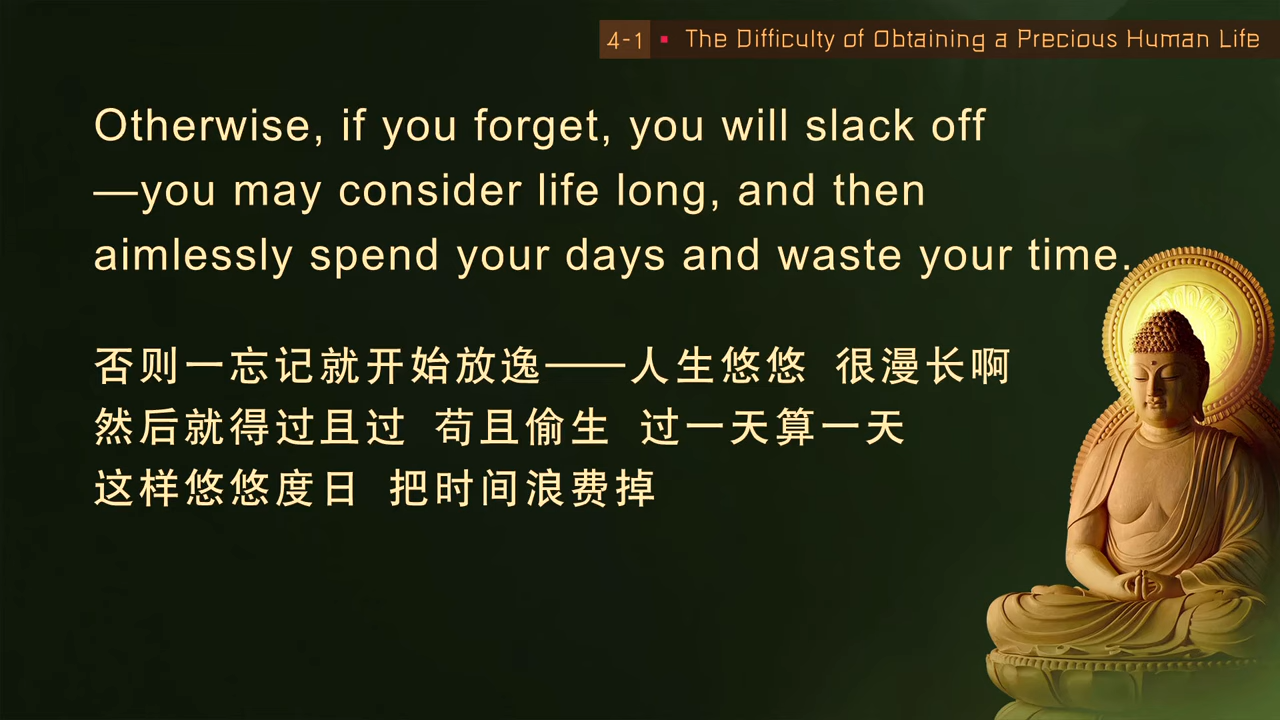 4-1 ▪ The Difficulty of Obtaining a Precious Human Life
Otherwise, if you forget, you will slack off
—you may consider life long, and then
aimlessly spend your days and waste your time.
否则一忘记就开始放逸——人生悠悠 很漫长啊
然后就得过且过 苟且偷生 过一天算一天
这样悠悠度日 把时间浪费掉